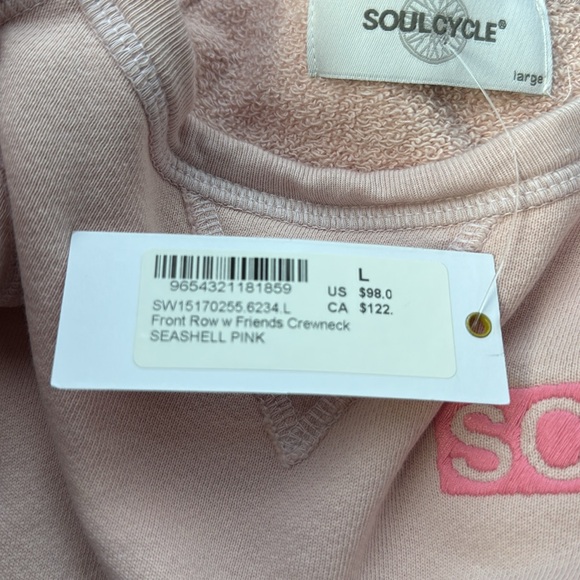 SOULCYCLE®
large
L
9654321181859
US $98.0
SW15170255.6234.L
CA $122.
Front Row w Friends Crewneck
SEASHELL PINK
SO